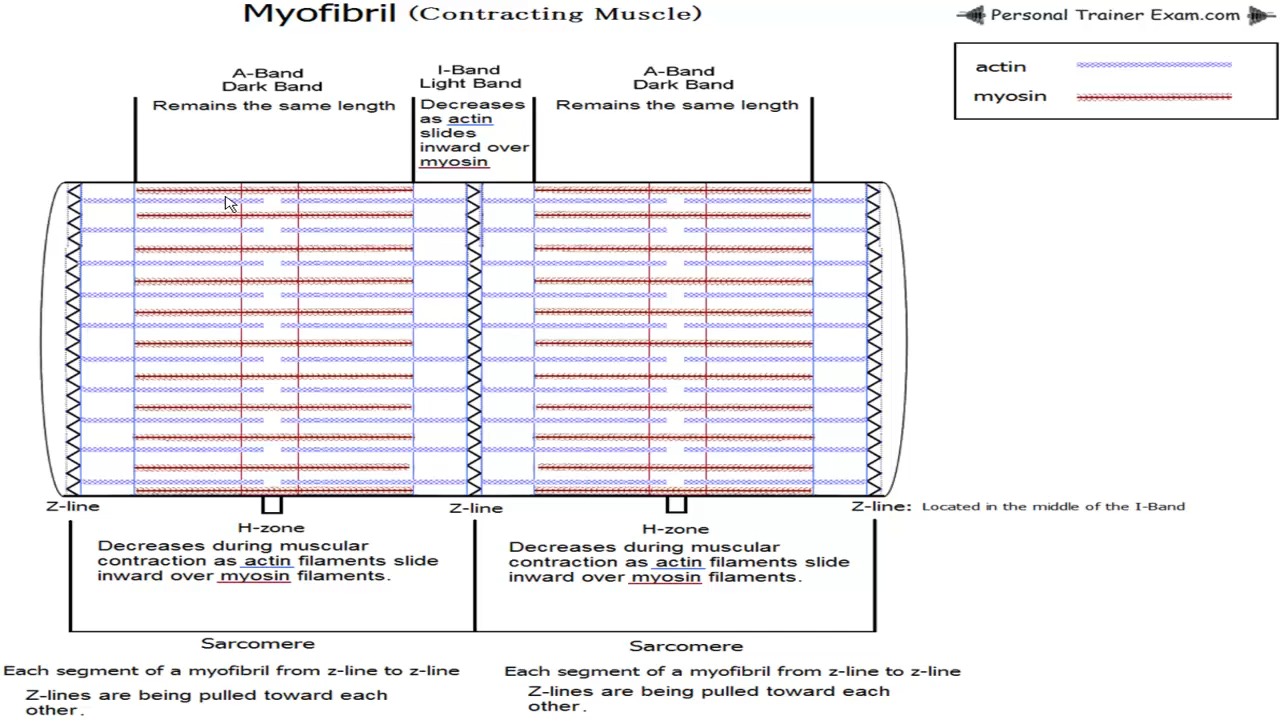 Myofibril (Contracting Muscle)
Personal Trainer Exam.com
actin
myosin
A-Band
Dark Band
Remains the same length
I-Band
Light Band
Decreases
as actin
slides
inward over
myosin
A-Band
Dark Band
Remains the same length
Z-line
Z-line
Z-line: Located in the middle of the I-Band
H-zone
Decreases during muscular
contraction as actin filaments slide
inward over myosin filaments.
H-zone
Decreases during muscular
contraction as actin filaments slide
inward over myosin filaments.
Sarcomere
Each segment of a myofibril from z-line to z-line
Z-lines are being pulled toward each
other.
Sarcomere
Each segment of a myofibril from z-line to z-line
Z-lines are being pulled toward each
other.